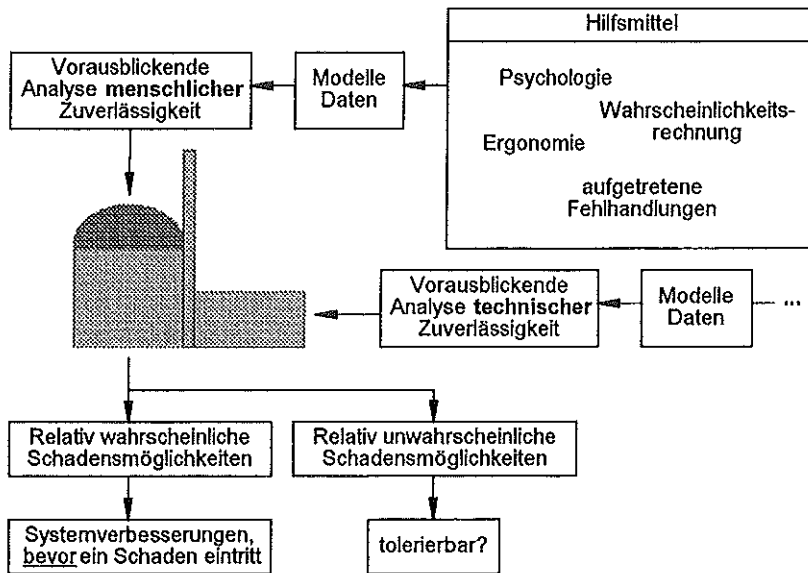 Hilfsmittel
Psychologie
Wahrscheinlichkeits-
rechnung
Ergonomie
aufgetretene
Fehlhandlungen
Modelle
Daten
Vorausblickende
Analyse menschlicher
Zuverlässigkeit
Vorausblickende
Analyse technischer
Zuverlässigkeit
Modelle
Daten
...
Relativ wahrscheinliche
Schadensmöglichkeiten
Relativ unwahrscheinliche
Schadensmöglichkeiten
Systemverbesserungen,
bevor ein Schaden eintritt
tolerierbar?